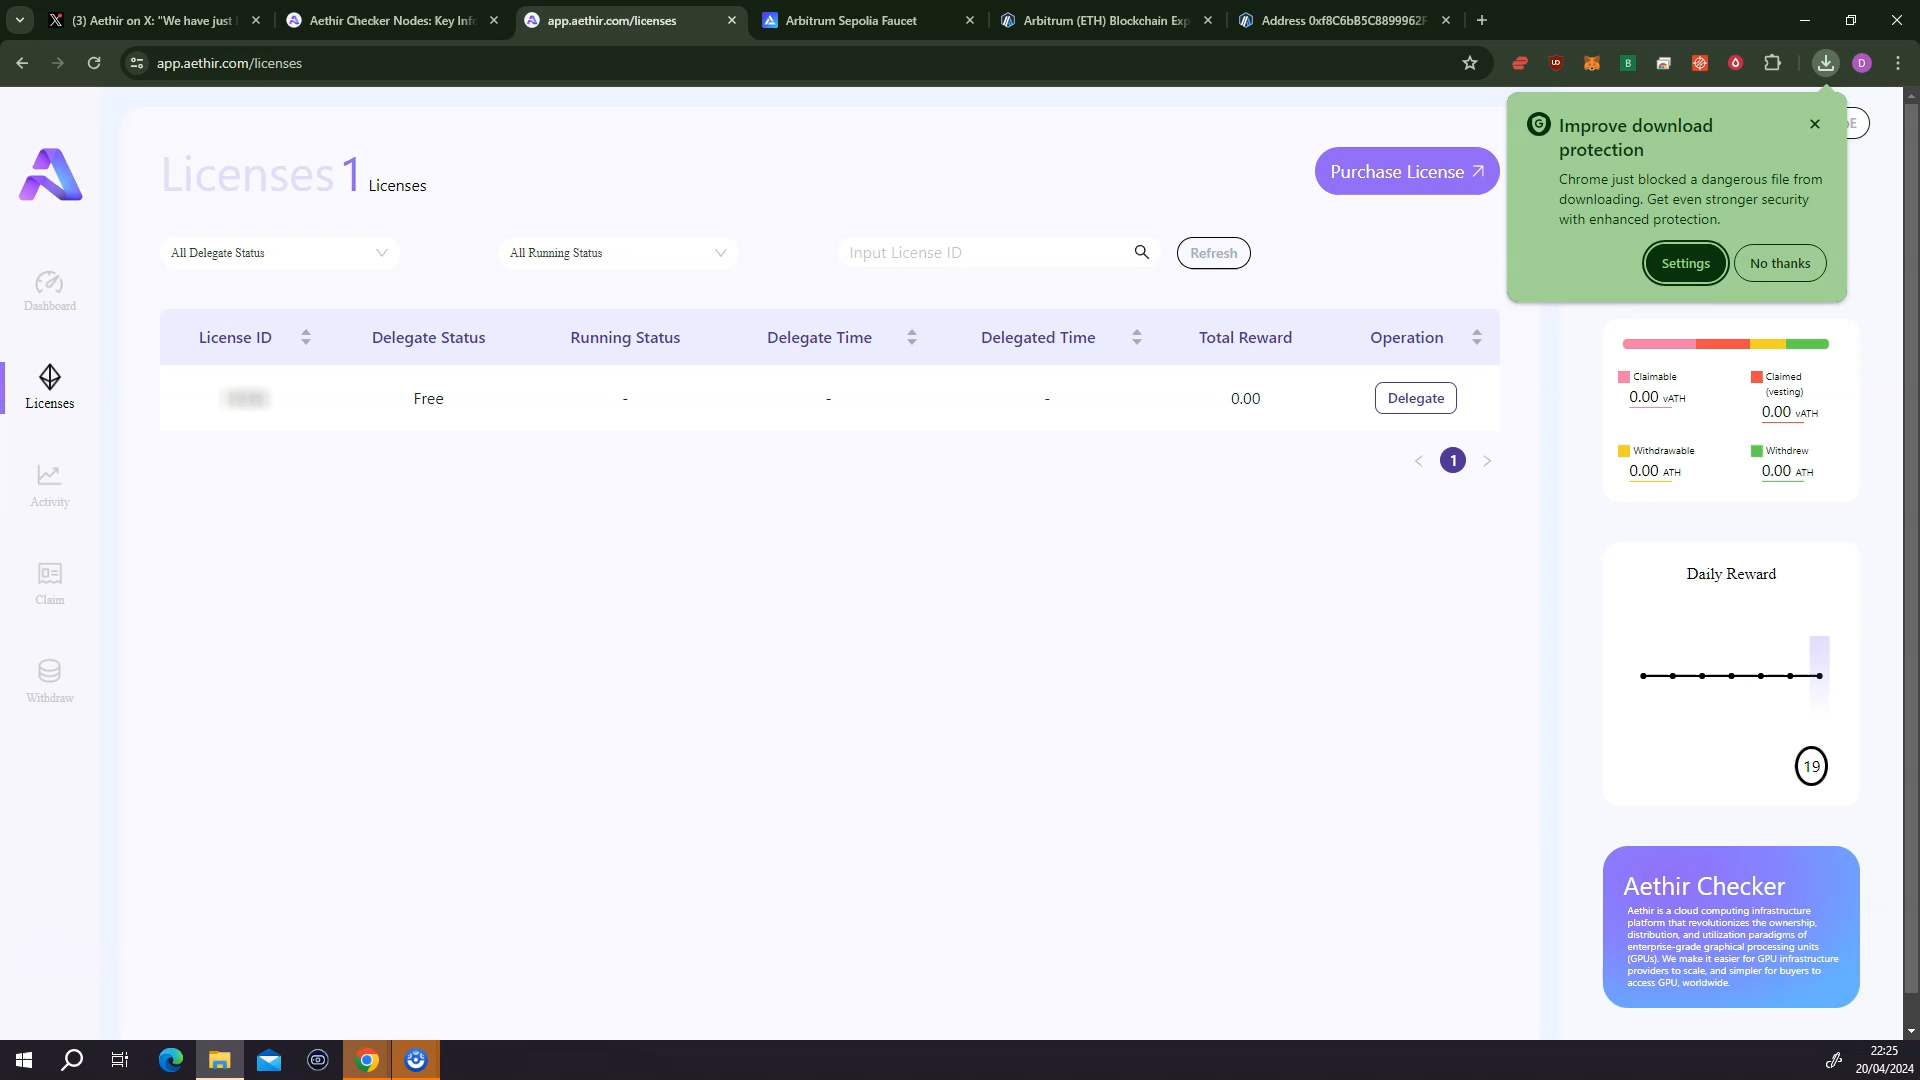 (3) Aethir on X: "We have just
Aethir Checker Nodes: Key Info
app.aethir.com/licenses
Arbitrum Sepolia Faucet
Arbitrum (ETH) Blockchain Exp
Address 0xf8C6bB5C8899962F
app.aethir.com/licenses
D
Improve download
protection
Chrome just blocked a dangerous file from
downloading. Get even stronger security
with enhanced protection.
Settings
No thanks
Licenses 1 Licenses
Purchase License
All Delegate Status
All Running Status
Input License ID
Refresh
License ID
Delegate Status
Running Status
Delegate Time
Delegated Time
Total Reward
Operation
Free
-
-
-
0.00
Delegate
1
Dashboard
Licenses
Activity
Claim
Withdraw
Claimable
0.00 vATH
Claimed
(vesting)
0.00 vATH
Withdrawable
0.00 ATH
Withdrew
0.00 ATH
Daily Reward
19
Aethir Checker
Aethir is a cloud computing infrastructure
platform that revolutionizes the ownership,
distribution, and utilization paradigms of
enterprise-grade graphical processing units
(GPUs). We make it easier for GPU infrastructure
providers to scale, and simpler for buyers to
access GPU, worldwide.
22:25
20/04/2024